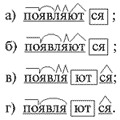 а) появляют ся ;
б) появляют ся ;
в) появля ют ся;
г) появля ют ся.